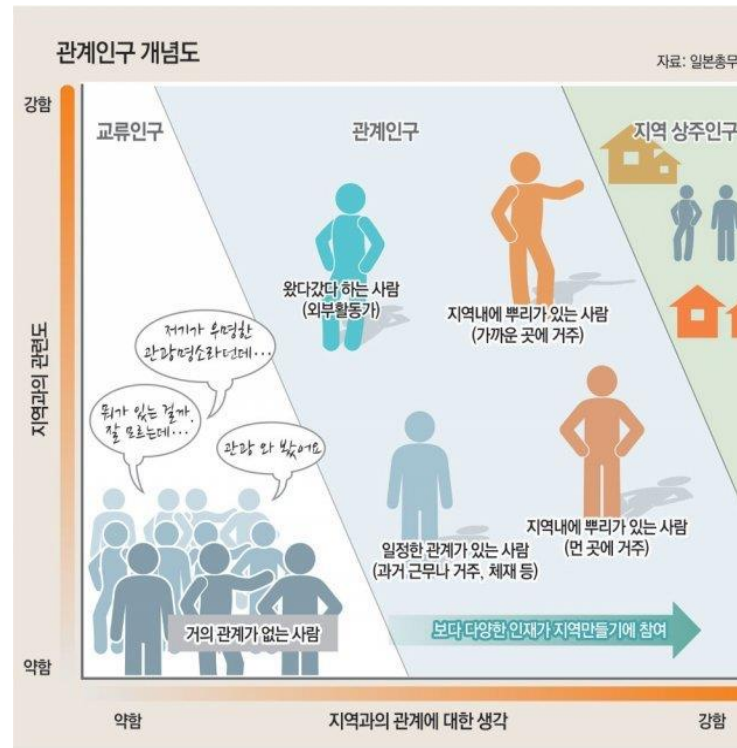 관계인구 개념도
자료: 일본총무
강함
교류인구
관계인구
지역 상주인구
왔다갔다 하는 사람
(외부활동가)
지역내에 뿌리가 있는 사람
(가까운 곳에 거주)
저기가 유명한
관광명소라던데…
뭐가 있는 걸까,
잘 모르는데…
관광 와 봤어요
지역과의 관련도
일정한 관계가 있는 사람
(과거 근무나 거주, 체재 등)
지역내에 뿌리가 있는 사람
(먼 곳에 거주)
거의 관계가 없는 사람
보다 다양한 인재가 지역만들기에 참여
약함
약함
지역과의 관계에 대한 생각
강함